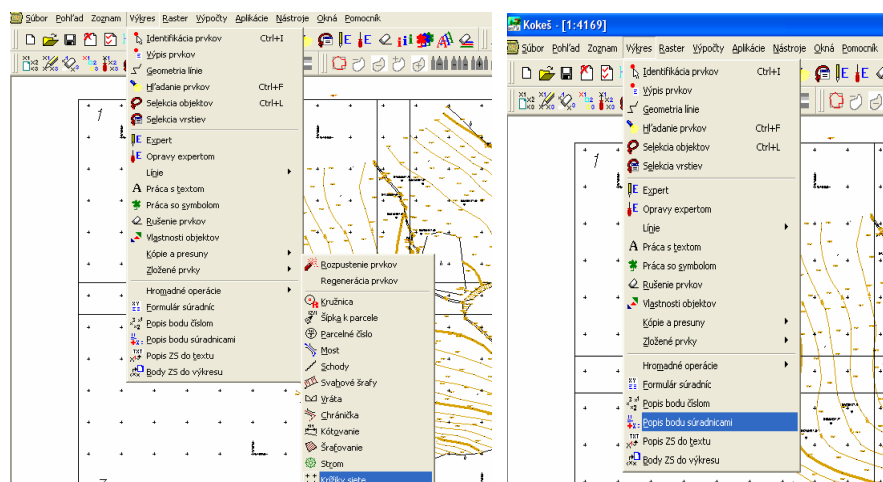 Súbor Pohľad Zoznam Výkres Raster Výpočty Aplikácie Nástroje Okná Pomocník
Identifikácia prvkov Ctrl+I
Výpis prvkov
Geometria línie
Hľadanie prvkov Ctrl+F
Selekcia objektov Ctrl+L
Selekcia vrstiev
Expert
Opravy expertom
Línie
Práca s textom
Práca so symbolom
Rušenie prvkov
Vlastnosti objektov
Kópie a presuny
Zložené prvky
Hromadné operácie
Formulár súradníc
Popis bodu číslom
Popis bodu súradnicami
Popis ZS do textu
Body ZS do výkresu
Rozpustenie prvkov
Regenerácia prvkov
Kružnica
Šípka k parcele
Parcelné číslo
Most
Schody
Svahové šrafy
Vráta
Chránička
Kótovanie
Šrafovanie
Strom
Krížiky siete
1
Kokeš - [1:4169]
Súbor Pohľad Zoznam Výkres Raster Výpočty Aplikácie Nástroje Okná Pomocník
Identifikácia prvkov Ctrl+I
Výpis prvkov
Geometria línie
Hľadanie prvkov Ctrl+F
Selekcia objektov Ctrl+L
Selekcia vrstiev
Expert
Opravy expertom
Línie
Práca s textom
Práca so symbolom
Rušenie prvkov
Vlastnosti objektov
Kópie a presuny
Zložené prvky
Hromadné operácie
Formulár súradníc
Popis bodu číslom
Popis bodu súradnicami
Popis ZS do textu
Body ZS do výkresu
1